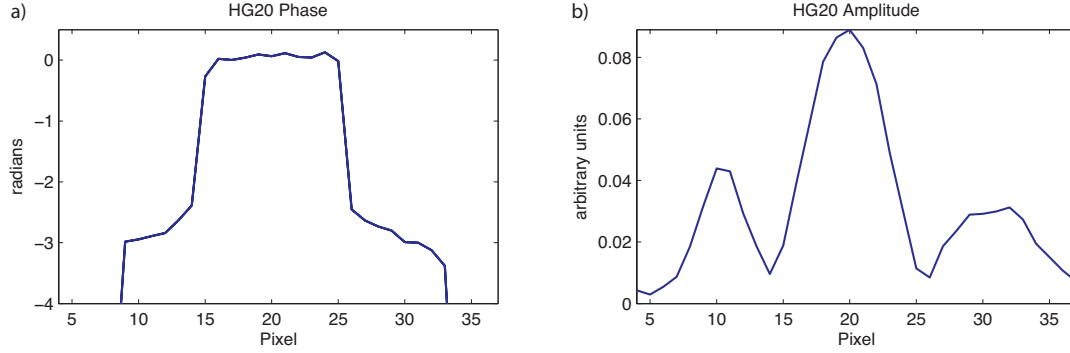 a)
HG20 Phase
0
−1
−2
−3
−4
radians
5 10 15 20 25 30 35
Pixel
b)
HG20 Amplitude
0.08
0.06
0.04
0.02
0
arbitrary units
5 10 15 20 25 30 35
Pixel